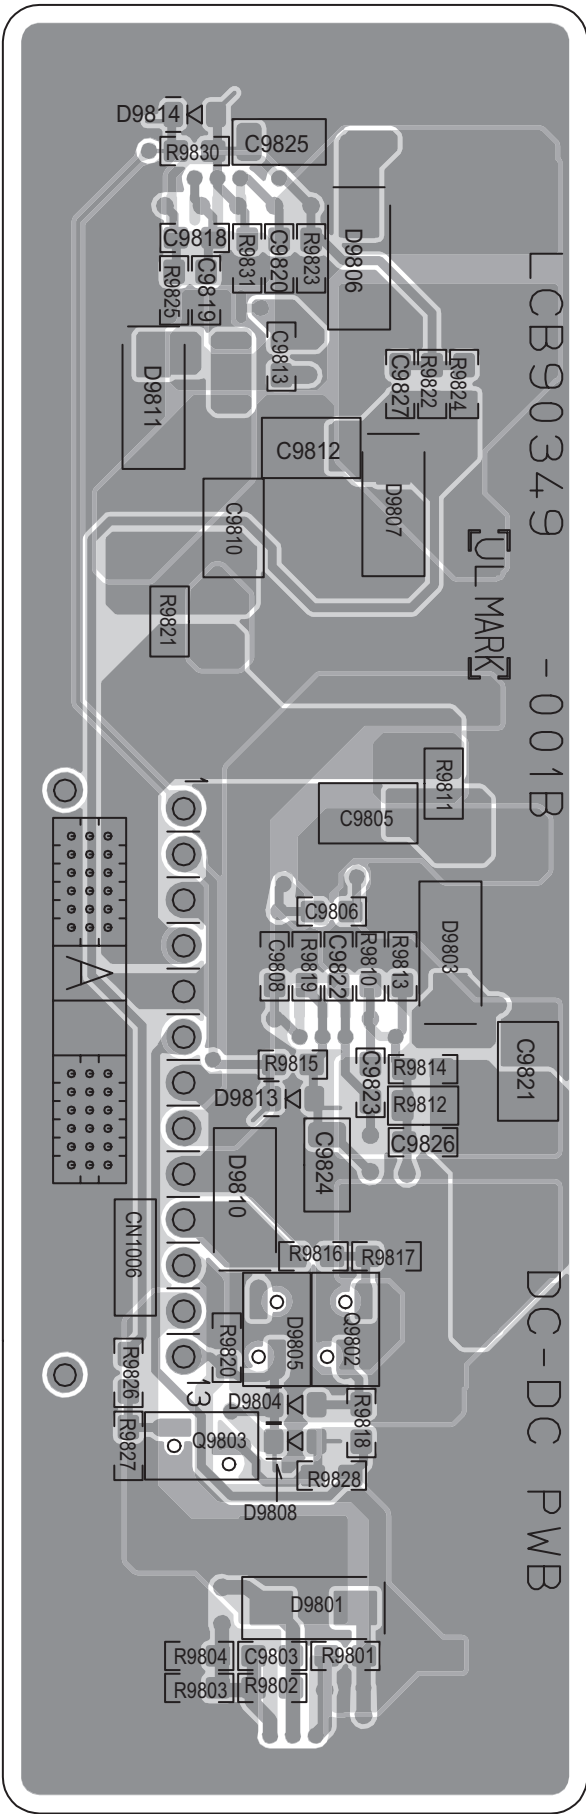 D9814
R9830
C9825
C9818
R9831
C9820
R9823
D9806
R9825
C9819
C9813
D9811
C9827
R9822
R9824
LCB90349 -001B
C9812
D9807
C9810
[UL MARK]
R9821
1
R9811
C9805
C9806
D9803
C9808
R9819
C9822
R9810
R9813
A
C9821
R9815
C9823
R9814
D9813
R9812
C9824
C9826
D9810
CN1006
R9816
R9817
DC-DC PWB
R9820
D9805
Q9802
R9826
13
D9804
R9818
R9827
Q9803
R9828
D9808
D9801
R9804
C9803
R9801
R9803
R9802